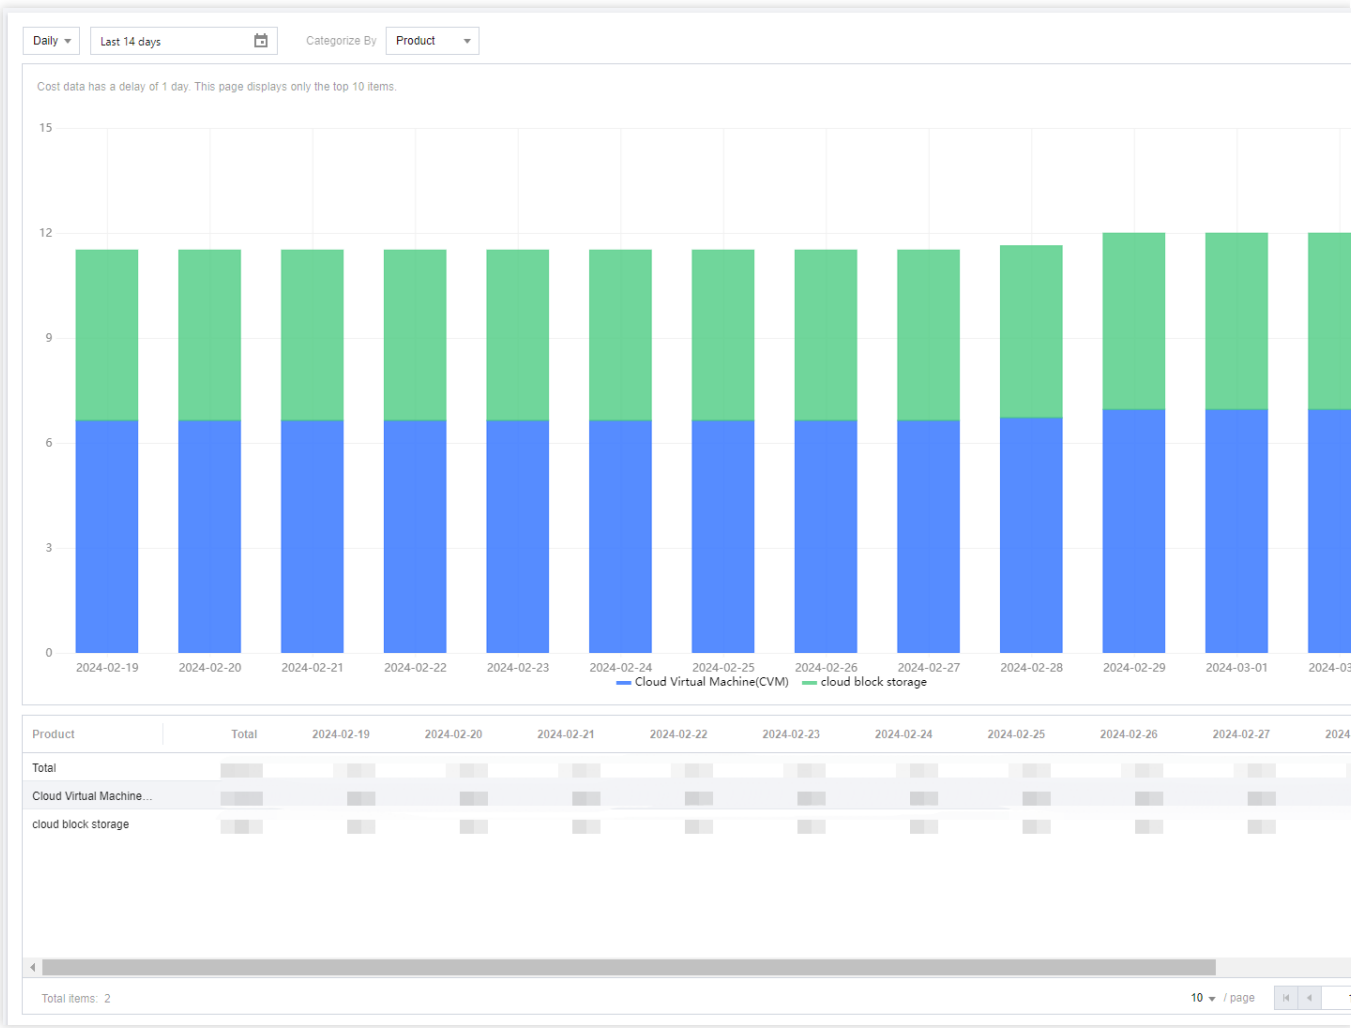 Daily Last 14 days Categorize By Product
Cost data has a delay of 1 day. This page displays only the top 10 items.
15
12
9
6
3
0
2024-02-19 2024-02-20 2024-02-21 2024-02-22 2024-02-23 2024-02-24 2024-02-25 2024-02-26 2024-02-27 2024-02-28 2024-02-29 2024-03-01 2024-03
Cloud Virtual Machine(CVM) cloud block storage
Product Total 2024-02-19 2024-02-20 2024-02-21 2024-02-22 2024-02-23 2024-02-24 2024-02-25 2024-02-26 2024-02-27 2024
Total
Cloud Virtual Machine...
cloud block storage
Total items: 2 10 / page